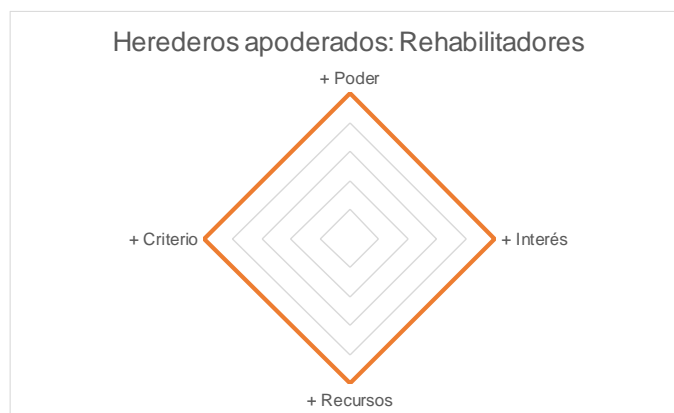 Herederos apoderados: Rehabilitadores
+ Poder
+ Criterio
+ Interés
+ Recursos